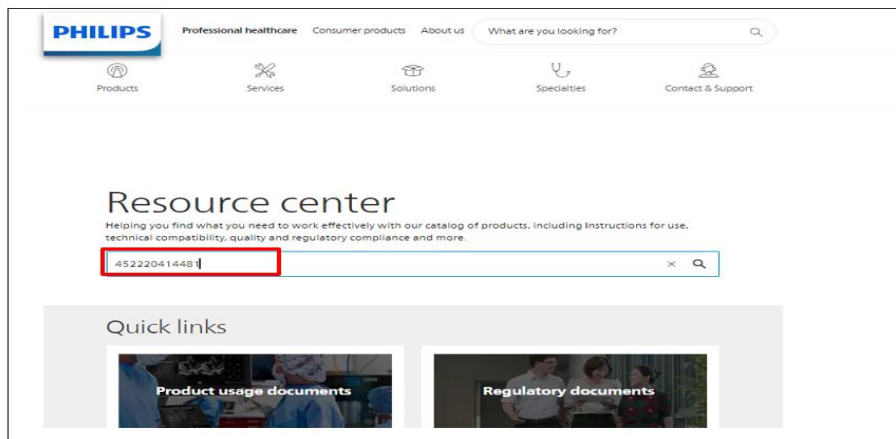 PHILIPS
Professional healthcare Consumer products About us What are you looking for?
Products Services Solutions Specialties Contact & Support
Resource center
Helping you find what you need to work effectively with our catalog of products, including Instructions for use,
technical compatibility, quality and regulatory compliance and more.
452220414481
Quick links
Product usage documents Regulatory documents